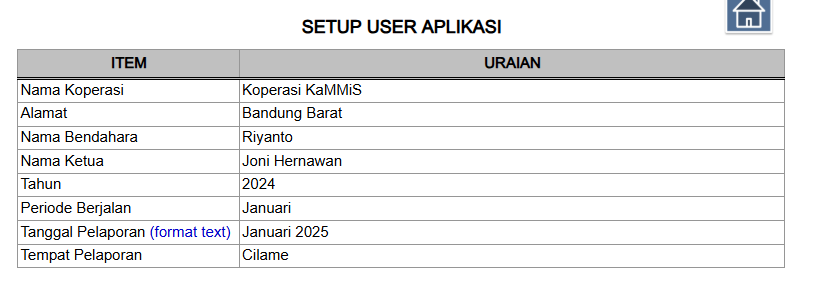 SETUP USER APLIKASI
ITEM URAIAN
Nama Koperasi Koperasi KaMMiS
Alamat Bandung Barat
Nama Bendahara Riyanto
Nama Ketua Joni Hernawan
Tahun 2024
Periode Berjalan Januari
Tanggal Pelaporan (format text) Januari 2025
Tempat Pelaporan Cilame